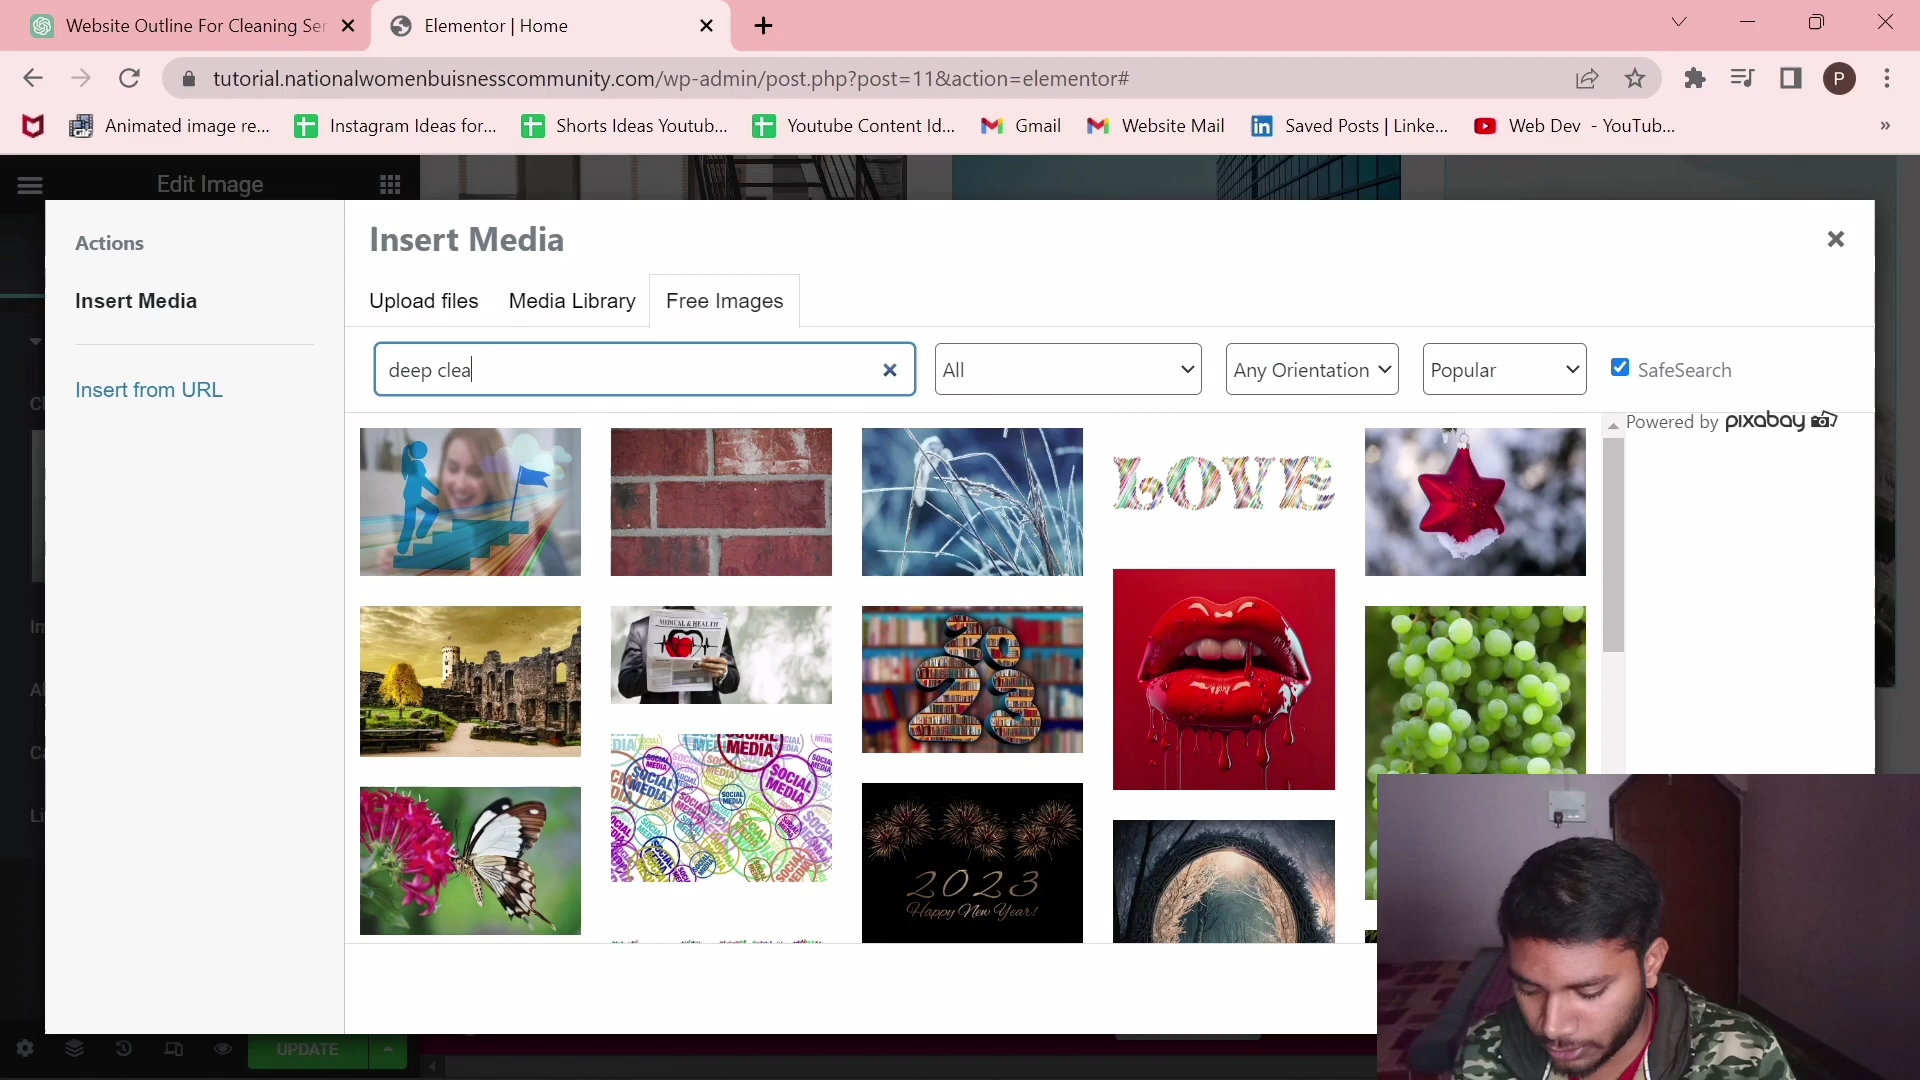 Website Outline For Cleaning Ser
Elementor | Home
tutorial.nationalwomenbuisnesscommunity.com/wp-admin/post.php?post=11&action=elementor#
P
Animated image re...
Instagram Ideas for...
Shorts Ideas Youtub...
Youtube Content Id...
Gmail
Website Mail
Saved Posts | Linke...
Web Dev - YouTub...
»
Edit Image
Actions
Insert Media
Insert from URL
Insert Media
Upload files
Media Library
Free Images
deep clea
All
Any Orientation
Popular
SafeSearch
Powered by pixabay
LOVE
MEDICAL & HEALTH
2023
SOCIAL MEDIA
2023
Happy New Year!
UPDATE